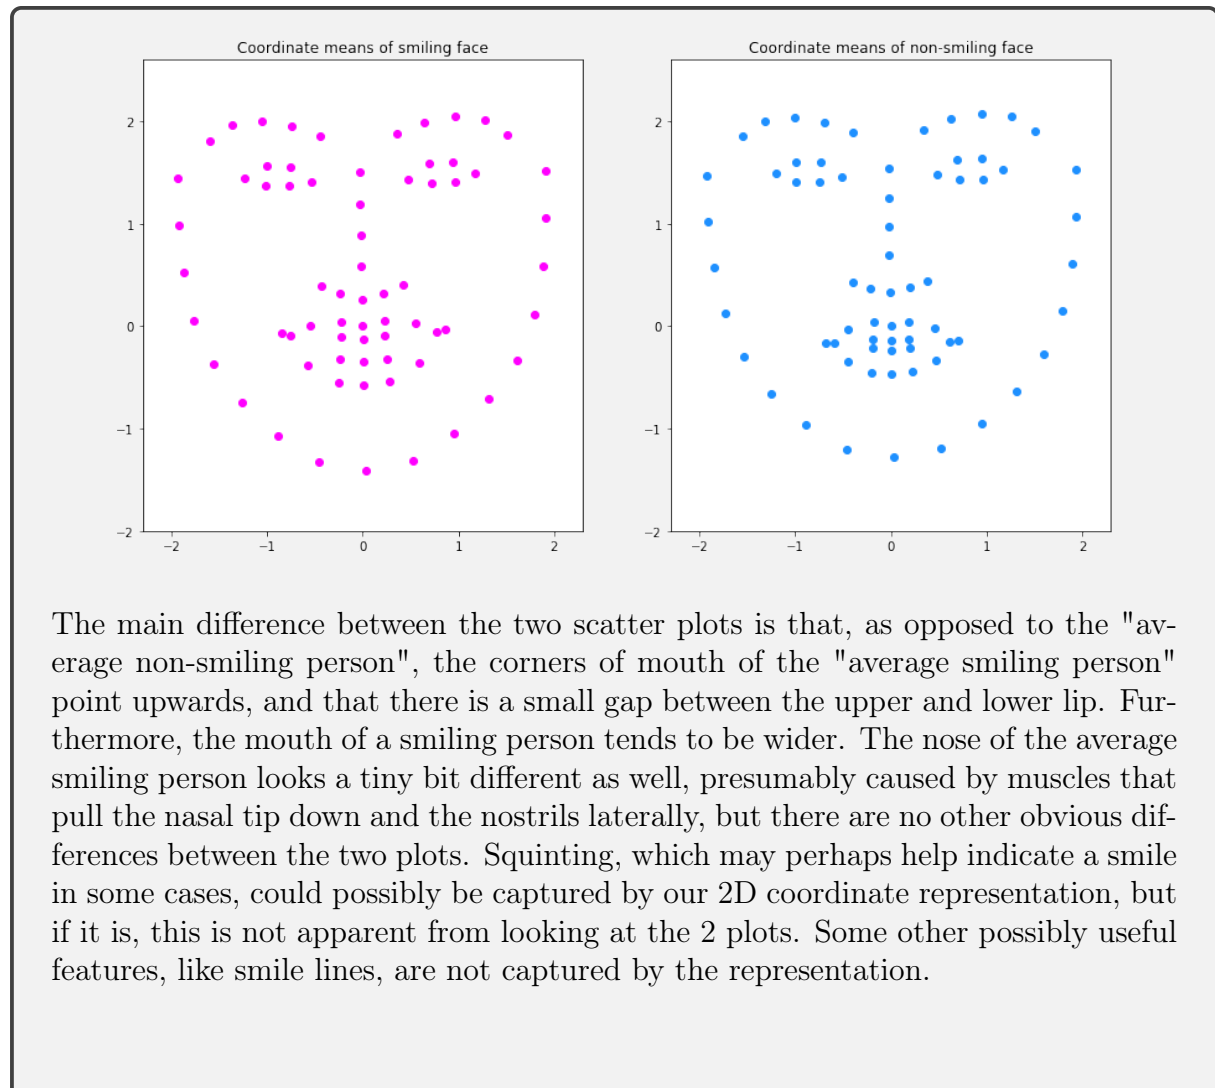 Coordinate means of smiling face
Coordinate means of non-smiling face
2
1
0
−1
−2
−2
−1
0
1
2
2
1
0
−1
−2
−2
−1
0
1
2
The main difference between the two scatter plots is that, as opposed to the "av-
erage non-smiling person", the corners of mouth of the "average smiling person"
point upwards, and that there is a small gap between the upper and lower lip. Fur-
thermore, the mouth of a smiling person tends to be wider. The nose of the average
smiling person looks a tiny bit different as well, presumably caused by muscles that
pull the nasal tip down and the nostrils laterally, but there are no other obvious dif-
ferences between the two plots. Squinting, which may perhaps help indicate a smile
in some cases, could possibly be captured by our 2D coordinate representation, but
if it is, this is not apparent from looking at the 2 plots. Some other possibly useful
features, like smile lines, are not captured by the representation.